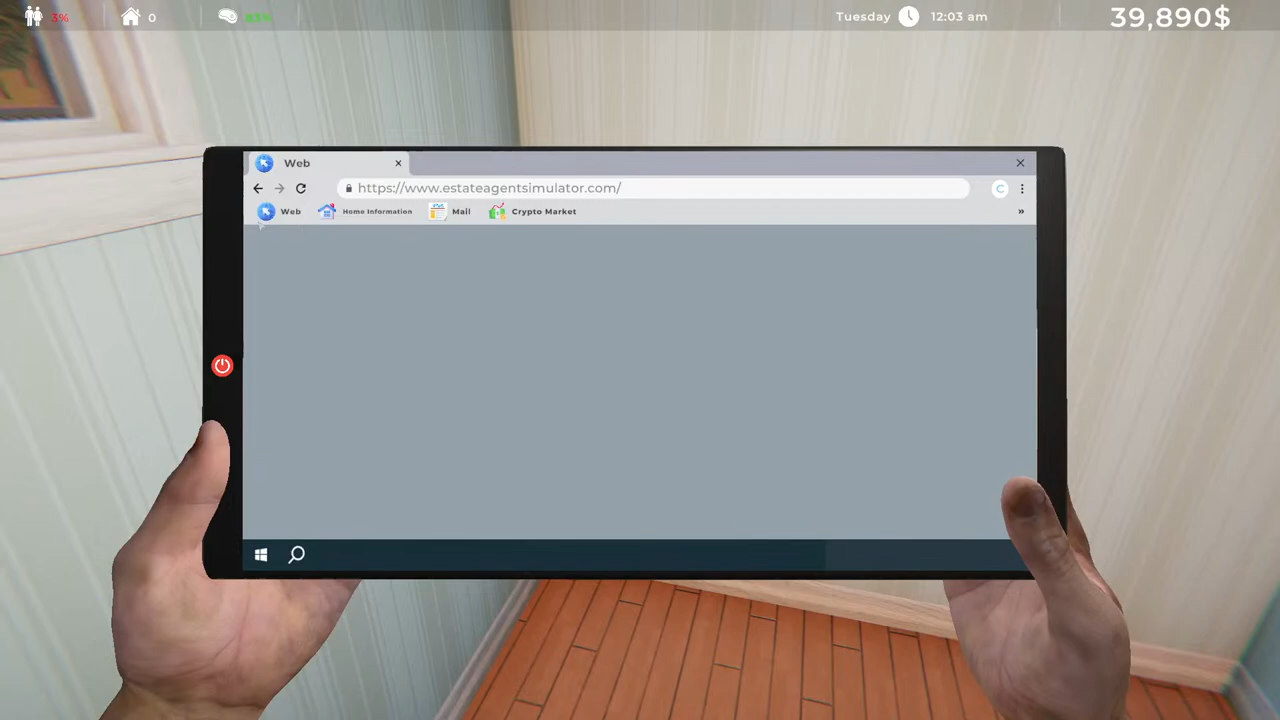 3%
0
83%
Tuesday
12:03 am
39,890$
Web
https://www.estateagentsimulator.com/
C
Web
Home Information
Mail
Crypto Market